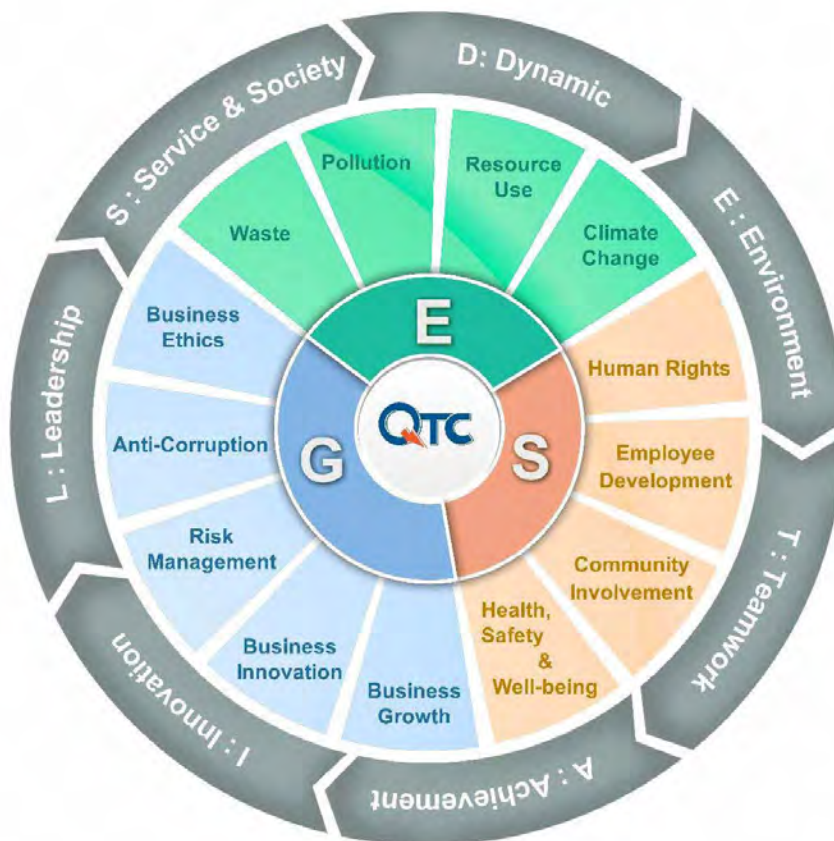 D: Dynamic
E : Environment
T : Teamwork
A : Achievement
I : Innovation
L : Leadership
S : Service & Society
Pollution
Resource
Use
Climate
Change
Waste
Human Rights
Employee
Development
Community
Involvement
Health,
Safety
&
Well-being
Business
Growth
Business
Innovation
Risk
Management
Anti-Corruption
Business
Ethics
E
S
G
QTC